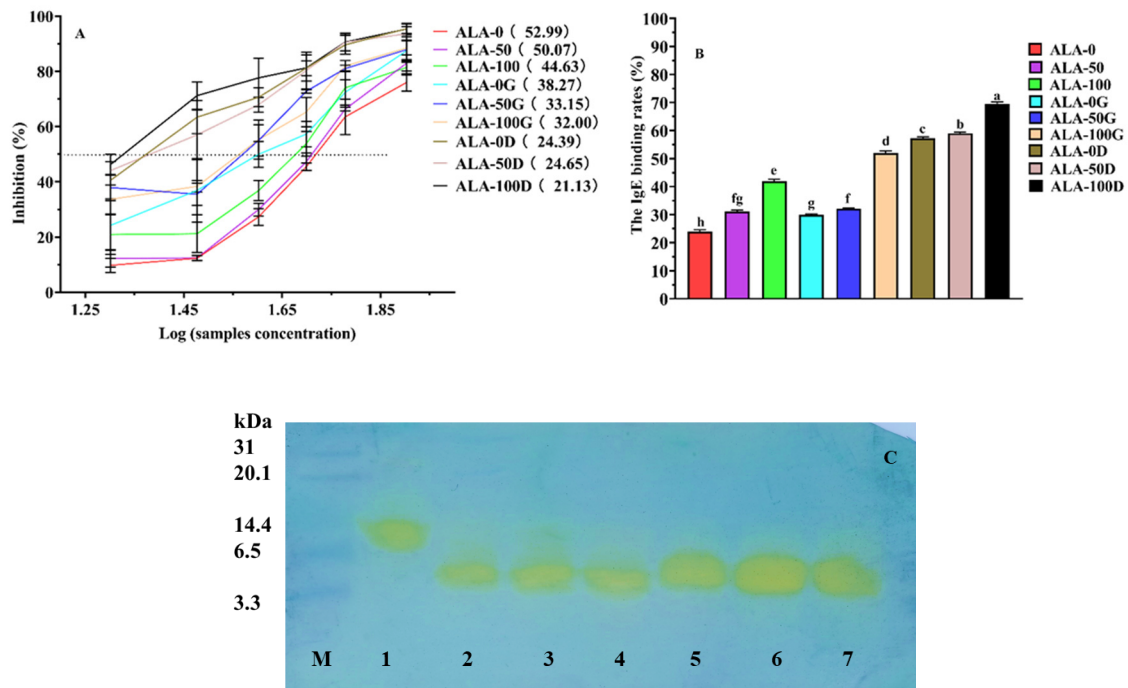 A
Inhibition (%)
100
80
60
40
20
0
1.25 1.45 1.65 1.85
Log (samples concentration)
ALA-0 ( 52.99)
ALA-50 ( 50.07)
ALA-100 ( 44.63)
ALA-0G ( 38.27)
ALA-50G ( 33.15)
ALA-100G ( 32.00)
ALA-0D ( 24.39)
ALA-50D ( 24.65)
ALA-100D ( 21.13)
B
The IgE binding rates (%)
100
90
80
70
60
50
40
30
20
10
0
h fg e g f d c b a
ALA-0
ALA-50
ALA-100
ALA-0G
ALA-50G
ALA-100G
ALA-0D
ALA-50D
ALA-100D
kDa
31
20.1
14.4
6.5
3.3
C
M 1 2 3 4 5 6 7